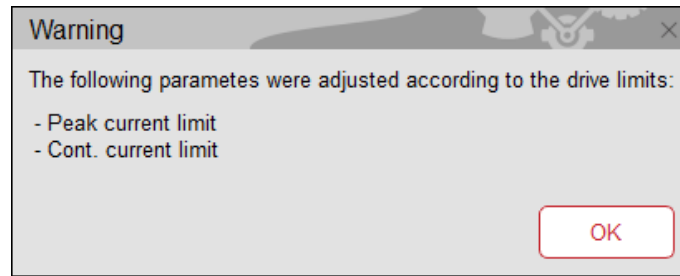 Warning
The following parametes were adjusted according to the drive limits:
- Peak current limit
- Cont. current limit
OK